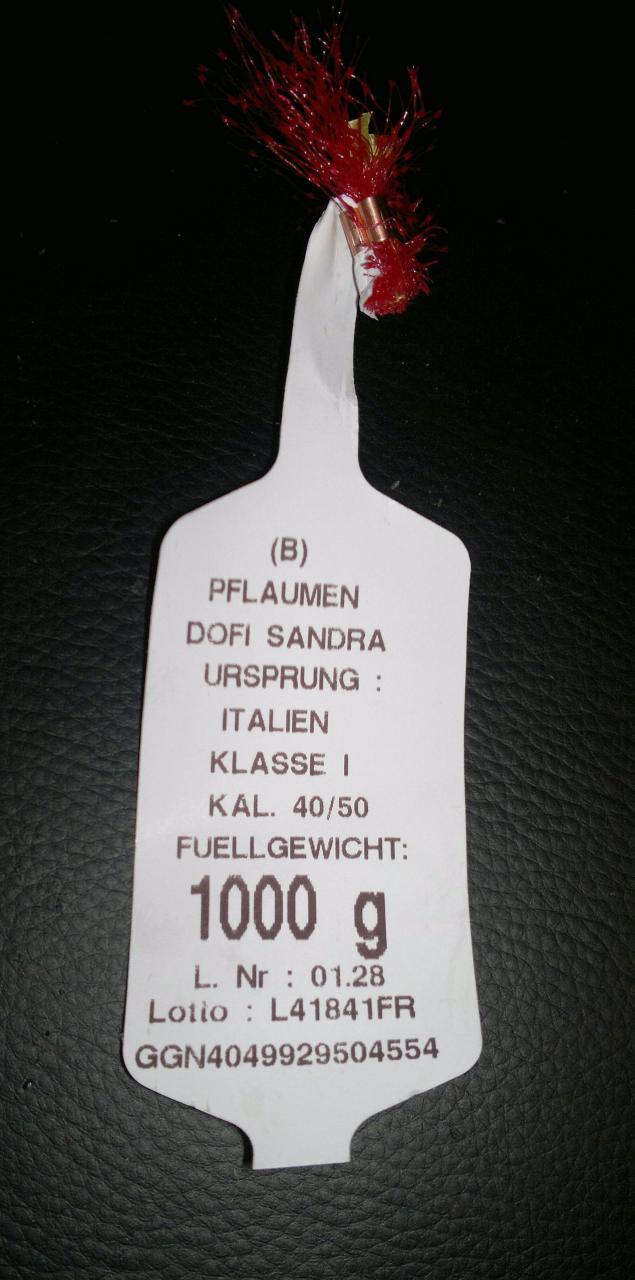 (B)
PFLAUMEN
DOFI SANDRA
URSPRUNG :
ITALIEN
KLASSE I
KAL. 40/50
FUELLGEWICHT:
1000 g
L. Nr : 01.28
Lotto : L41841FR
GGN4049929504554